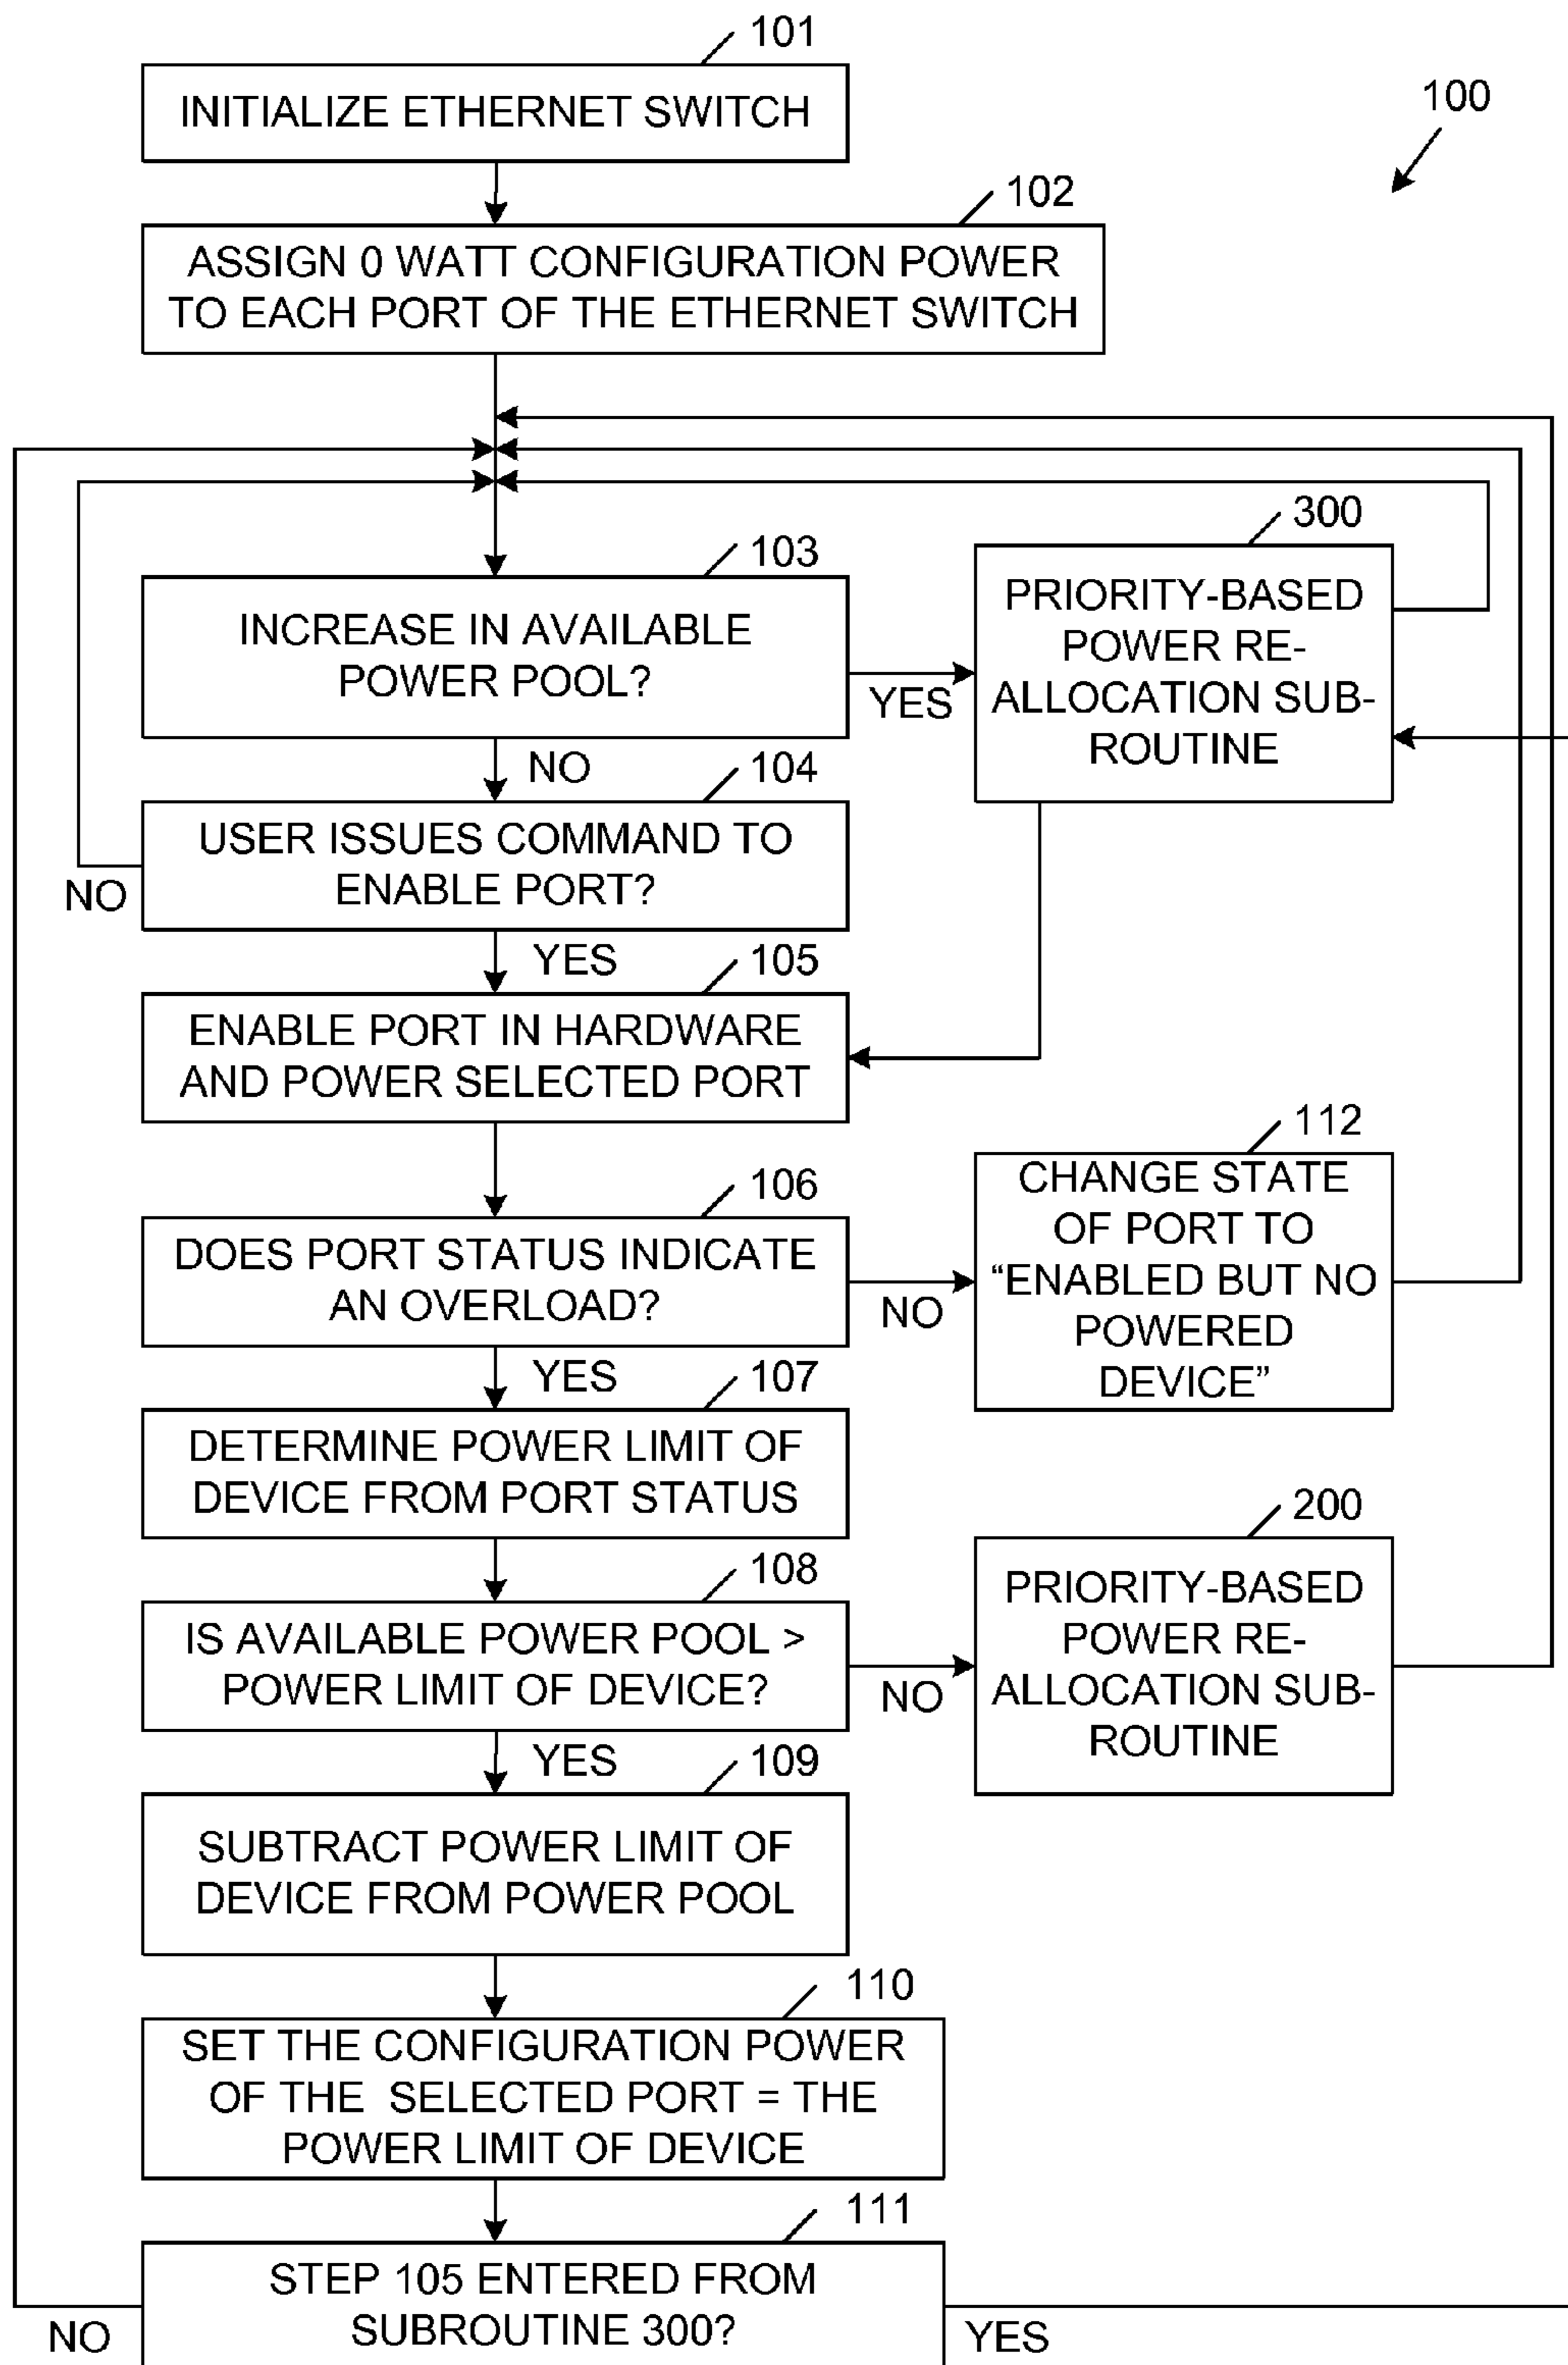 101
INITIALIZE ETHERNET SWITCH
100
102
ASSIGN 0 WATT CONFIGURATION POWER
TO EACH PORT OF THE ETHERNET SWITCH
103
INCREASE IN AVAILABLE
POWER POOL?
YES
NO
300
PRIORITY-BASED
POWER RE-
ALLOCATION SUB-
ROUTINE
104
USER ISSUES COMMAND TO
ENABLE PORT?
NO
YES
105
ENABLE PORT IN HARDWARE
AND POWER SELECTED PORT
106
DOES PORT STATUS INDICATE
AN OVERLOAD?
NO
YES
112
CHANGE STATE
OF PORT TO
“ENABLED BUT NO
POWERED
DEVICE”
107
DETERMINE POWER LIMIT OF
DEVICE FROM PORT STATUS
108
IS AVAILABLE POWER POOL >
POWER LIMIT OF DEVICE?
NO
YES
200
PRIORITY-BASED
POWER RE-
ALLOCATION SUB-
ROUTINE
109
SUBTRACT POWER LIMIT OF
DEVICE FROM POWER POOL
110
SET THE CONFIGURATION POWER
OF THE SELECTED PORT = THE
POWER LIMIT OF DEVICE
111
STEP 105 ENTERED FROM
SUBROUTINE 300?
NO
YES